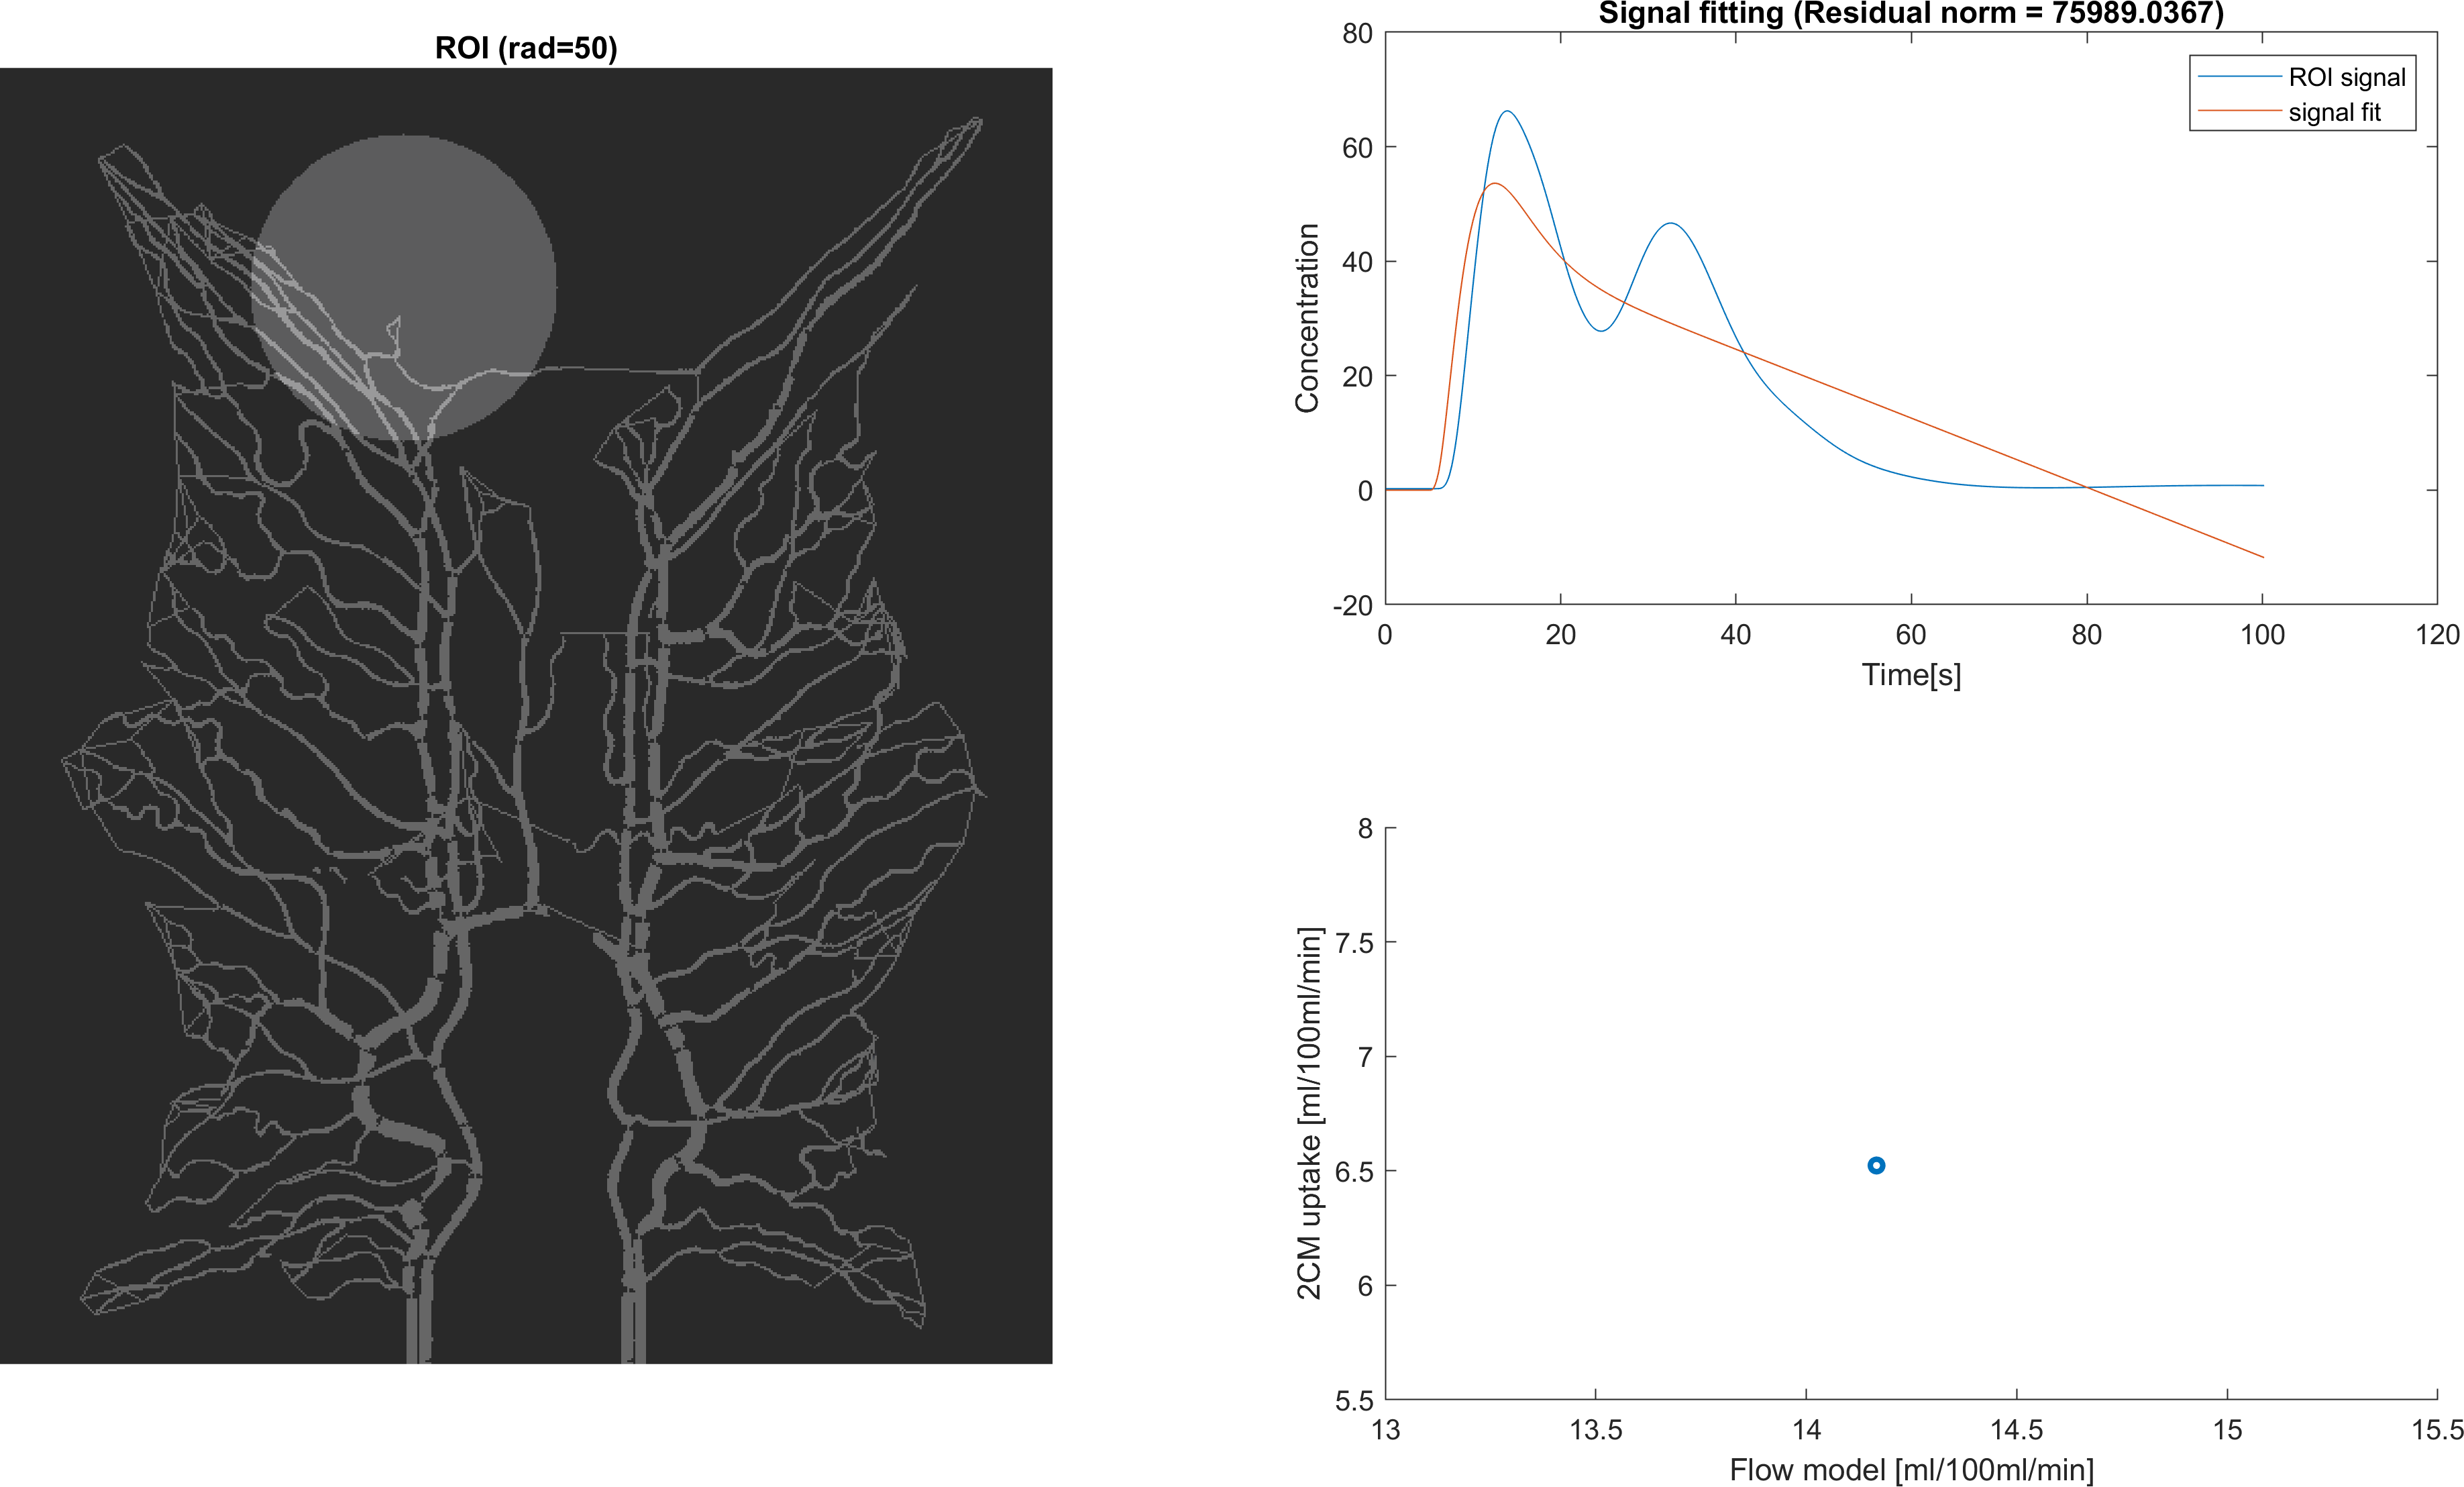 ROI (rad=50)
Signal fitting (Residual norm = 75989.0367)
80
60
40
20
0
-20
Concentration
ROI signal
signal fit
0 20 40 60 80 100 120
Time[s]
8
7.5
7
6.5
6
5.5
2CM uptake [ml/100ml/min]
13 13.5 14 14.5 15 15.5
Flow model [ml/100ml/min]